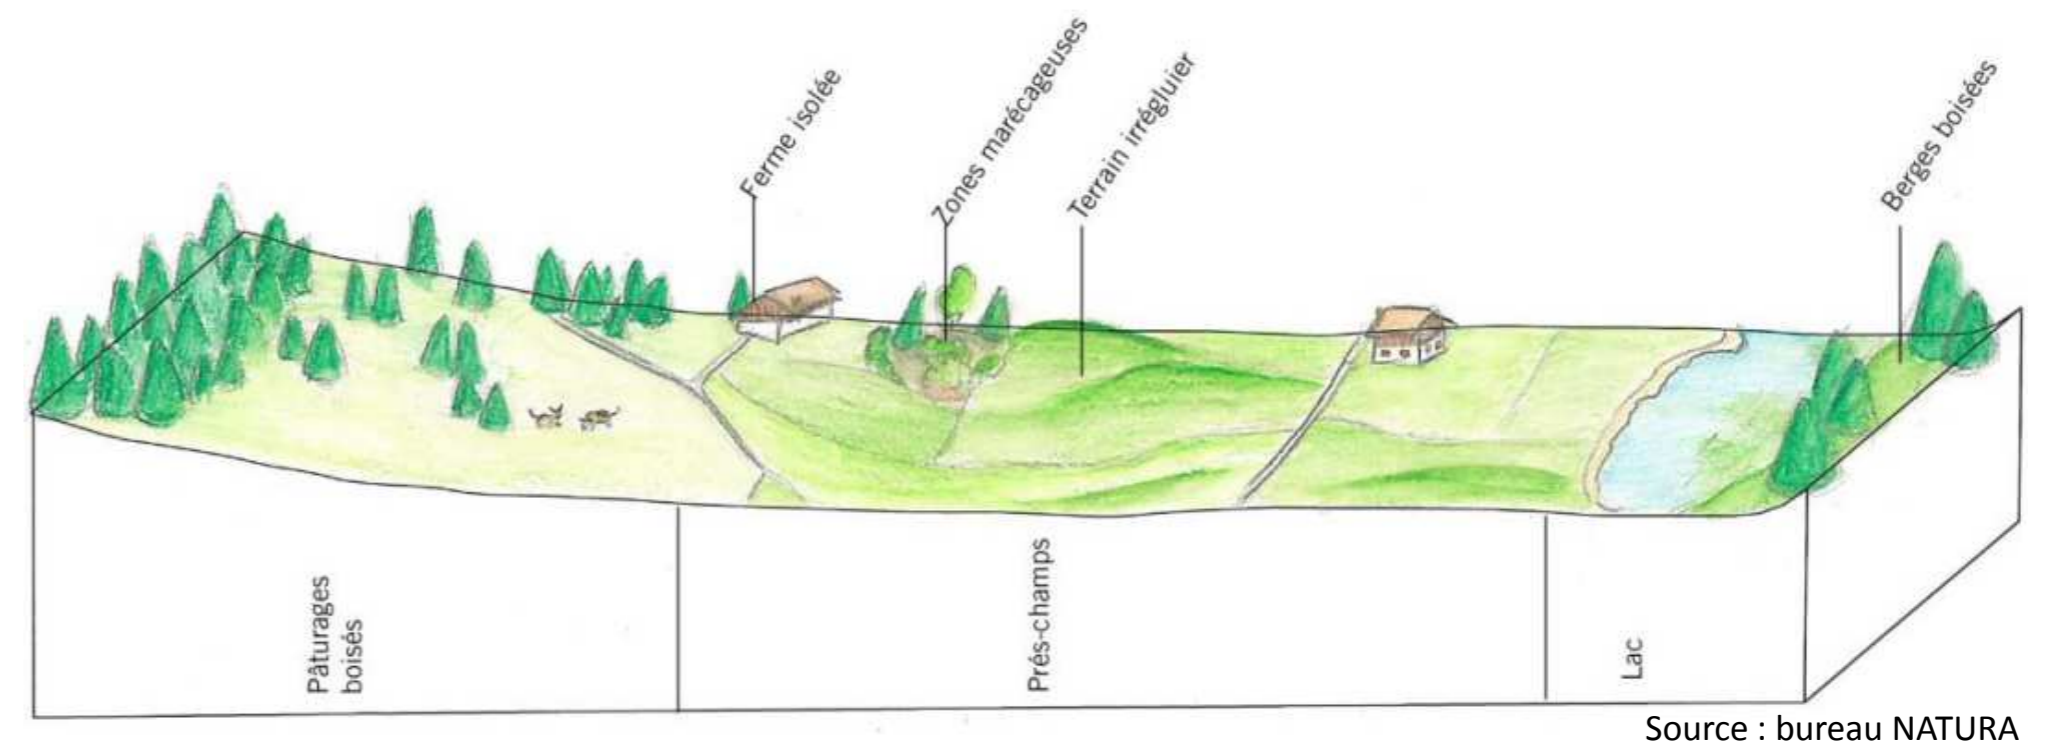 Ferme isolée
Zones marécageuses
Terrain irrégluier
Berges boisées
Pâturages
boisés
Prés-champs
Lac
Source : bureau NATURA